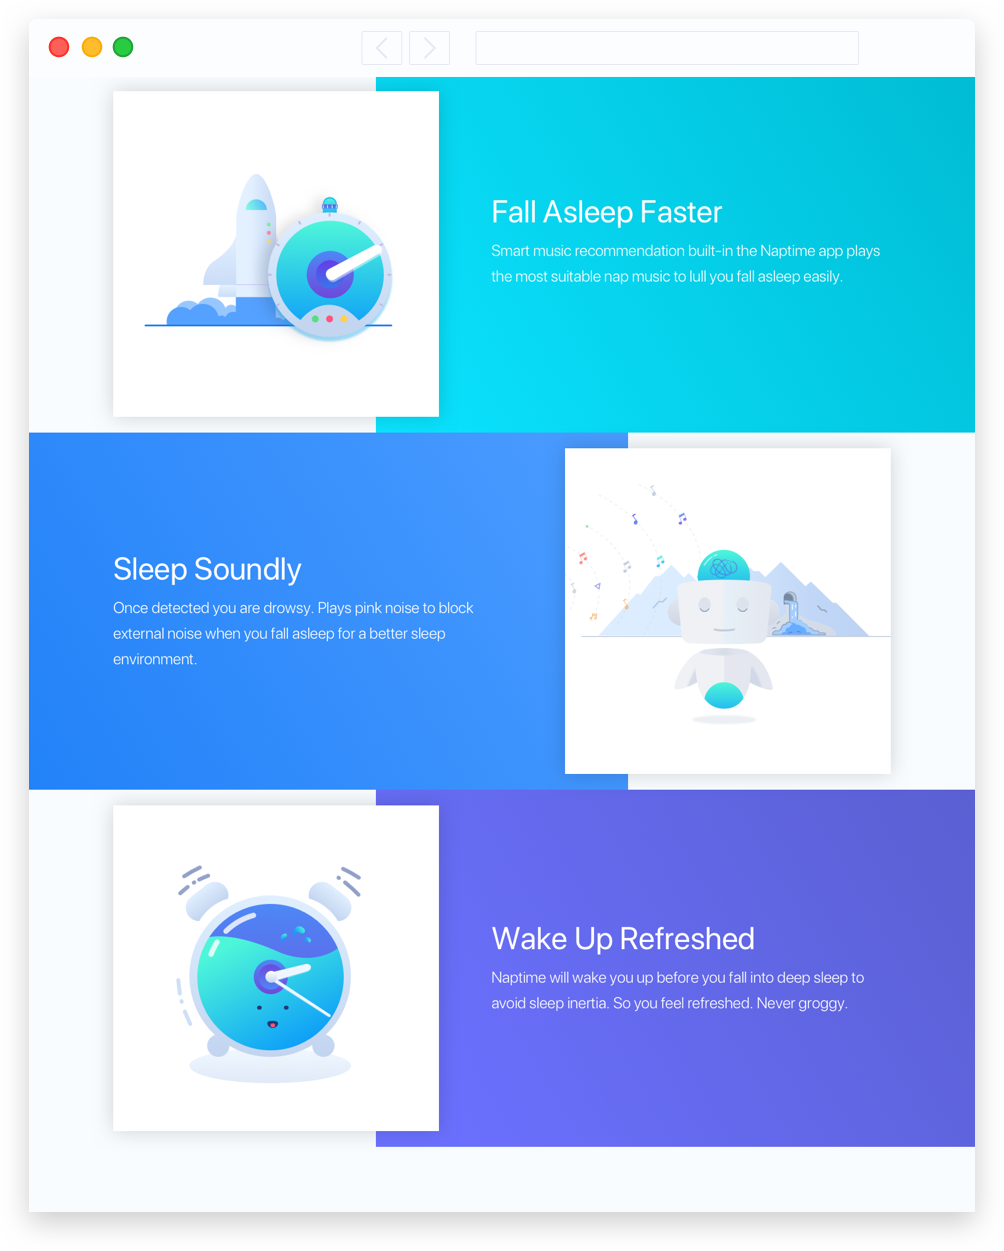 Fall Asleep Faster
Smart music recommendation built-in the Naptime app plays
the most suitable nap music to lull you fall asleep easily.
Sleep Soundly
Once detected you are drowsy. Plays pink noise to block
external noise when you fall asleep for a better sleep
environment.
Wake Up Refreshed
Naptime will wake you up before you fall into deep sleep to
avoid sleep inertia. So you feel refreshed. Never groggy.